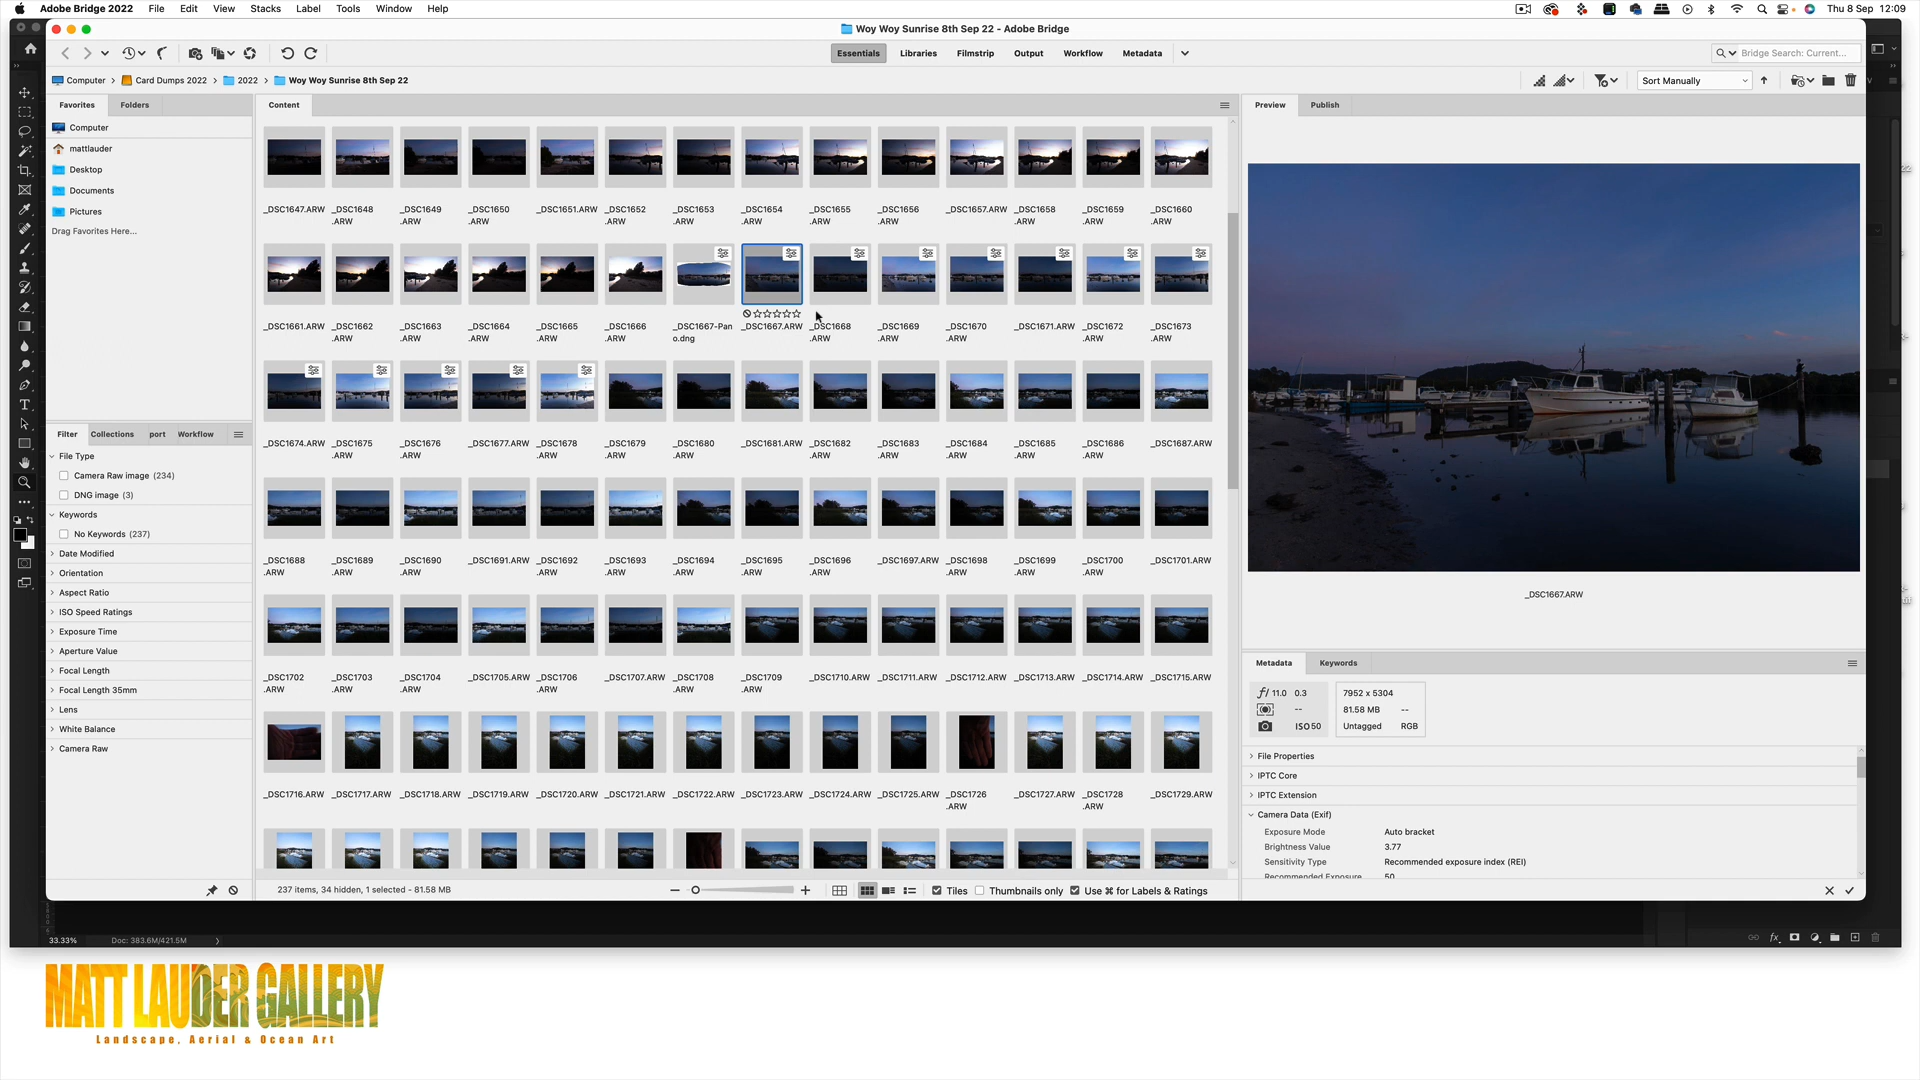 Adobe Bridge 2022 File Edit View Stacks Label Tools Window Help Thu 8 Sep 12:09
Woy Woy Sunrise 8th Sep 22 - Adobe Bridge
Essentials Libraries Filmstrip Output Workflow Metadata Bridge Search: Current...
Computer Card Dumps 2022 2022 Woy Woy Sunrise 8th Sep 22 Sort Manually
Favorites Folders
Computer
mattlauder
Desktop
Documents
Pictures
Drag Favorites Here...
Filter Collections port Workflow
File Type
Camera Raw image (234)
DNG image (3)
Keywords
No Keywords (237)
Date Modified
Orientation
Aspect Ratio
ISO Speed Ratings
Exposure Time
Aperture Value
Focal Length
Focal Length 35mm
Lens
White Balance
Camera Raw
Content
_DSC1647.ARW _DSC1648 _DSC1649 _DSC1650 _DSC1651.ARW _DSC1652 _DSC1653 _DSC1654 _DSC1655 _DSC1656 _DSC1657.ARW _DSC1658 _DSC1659 _DSC1660
.ARW .ARW .ARW .ARW .ARW .ARW .ARW .ARW .ARW .ARW .ARW
_DSC1661.ARW _DSC1662 _DSC1663 _DSC1664 _DSC1665 _DSC1666 _DSC1667-Pan _DSC1667.ARW _DSC1668 _DSC1669 _DSC1670 _DSC1671.ARW _DSC1672 _DSC1673
.ARW .ARW .ARW .ARW .ARW o.dng .ARW .ARW .ARW .ARW .ARW
_DSC1674.ARW _DSC1675 _DSC1676 _DSC1677.ARW _DSC1678 _DSC1679 _DSC1680 _DSC1681.ARW _DSC1682 _DSC1683 _DSC1684 _DSC1685 _DSC1686 _DSC1687.ARW
.ARW .ARW .ARW .ARW .ARW .ARW .ARW .ARW .ARW .ARW
_DSC1688 _DSC1689 _DSC1690 _DSC1691.ARW _DSC1692 _DSC1693 _DSC1694 _DSC1695 _DSC1696 _DSC1697.ARW _DSC1698 _DSC1699 _DSC1700 _DSC1701.ARW
.ARW .ARW .ARW .ARW .ARW .ARW .ARW .ARW .ARW .ARW .ARW
_DSC1702 _DSC1703 _DSC1704 _DSC1705.ARW _DSC1706 _DSC1707.ARW _DSC1708 _DSC1709 _DSC1710.ARW _DSC1711.ARW _DSC1712.ARW _DSC1713.ARW _DSC1714.ARW _DSC1715.ARW
.ARW .ARW .ARW .ARW .ARW .ARW
_DSC1716.ARW _DSC1717.ARW _DSC1718.ARW _DSC1719.ARW _DSC1720.ARW _DSC1721.ARW _DSC1722.ARW _DSC1723.ARW _DSC1724.ARW _DSC1725.ARW _DSC1726 _DSC1727.ARW _DSC1728 _DSC1729.ARW
.ARW .ARW
237 items, 34 hidden, 1 selected - 81.58 MB Tiles Thumbnails only Use ⌘ for Labels & Ratings
Preview Publish
_DSC1667.ARW
Metadata Keywords
f/ 11.0 0.3 7952 x 5304
-- 81.58 MB --
ISO50 Untagged RGB
File Properties
IPTC Core
IPTC Extension
Camera Data (Exif)
Exposure Mode Auto bracket
Brightness Value 3.77
Sensitivity Type Recommended exposure index (REI)
Recommended Exposure 50
33.33% Doc: 383.6M/421.5M
MATT LAUDER GALLERY
Landscape, Aerial & Ocean Art